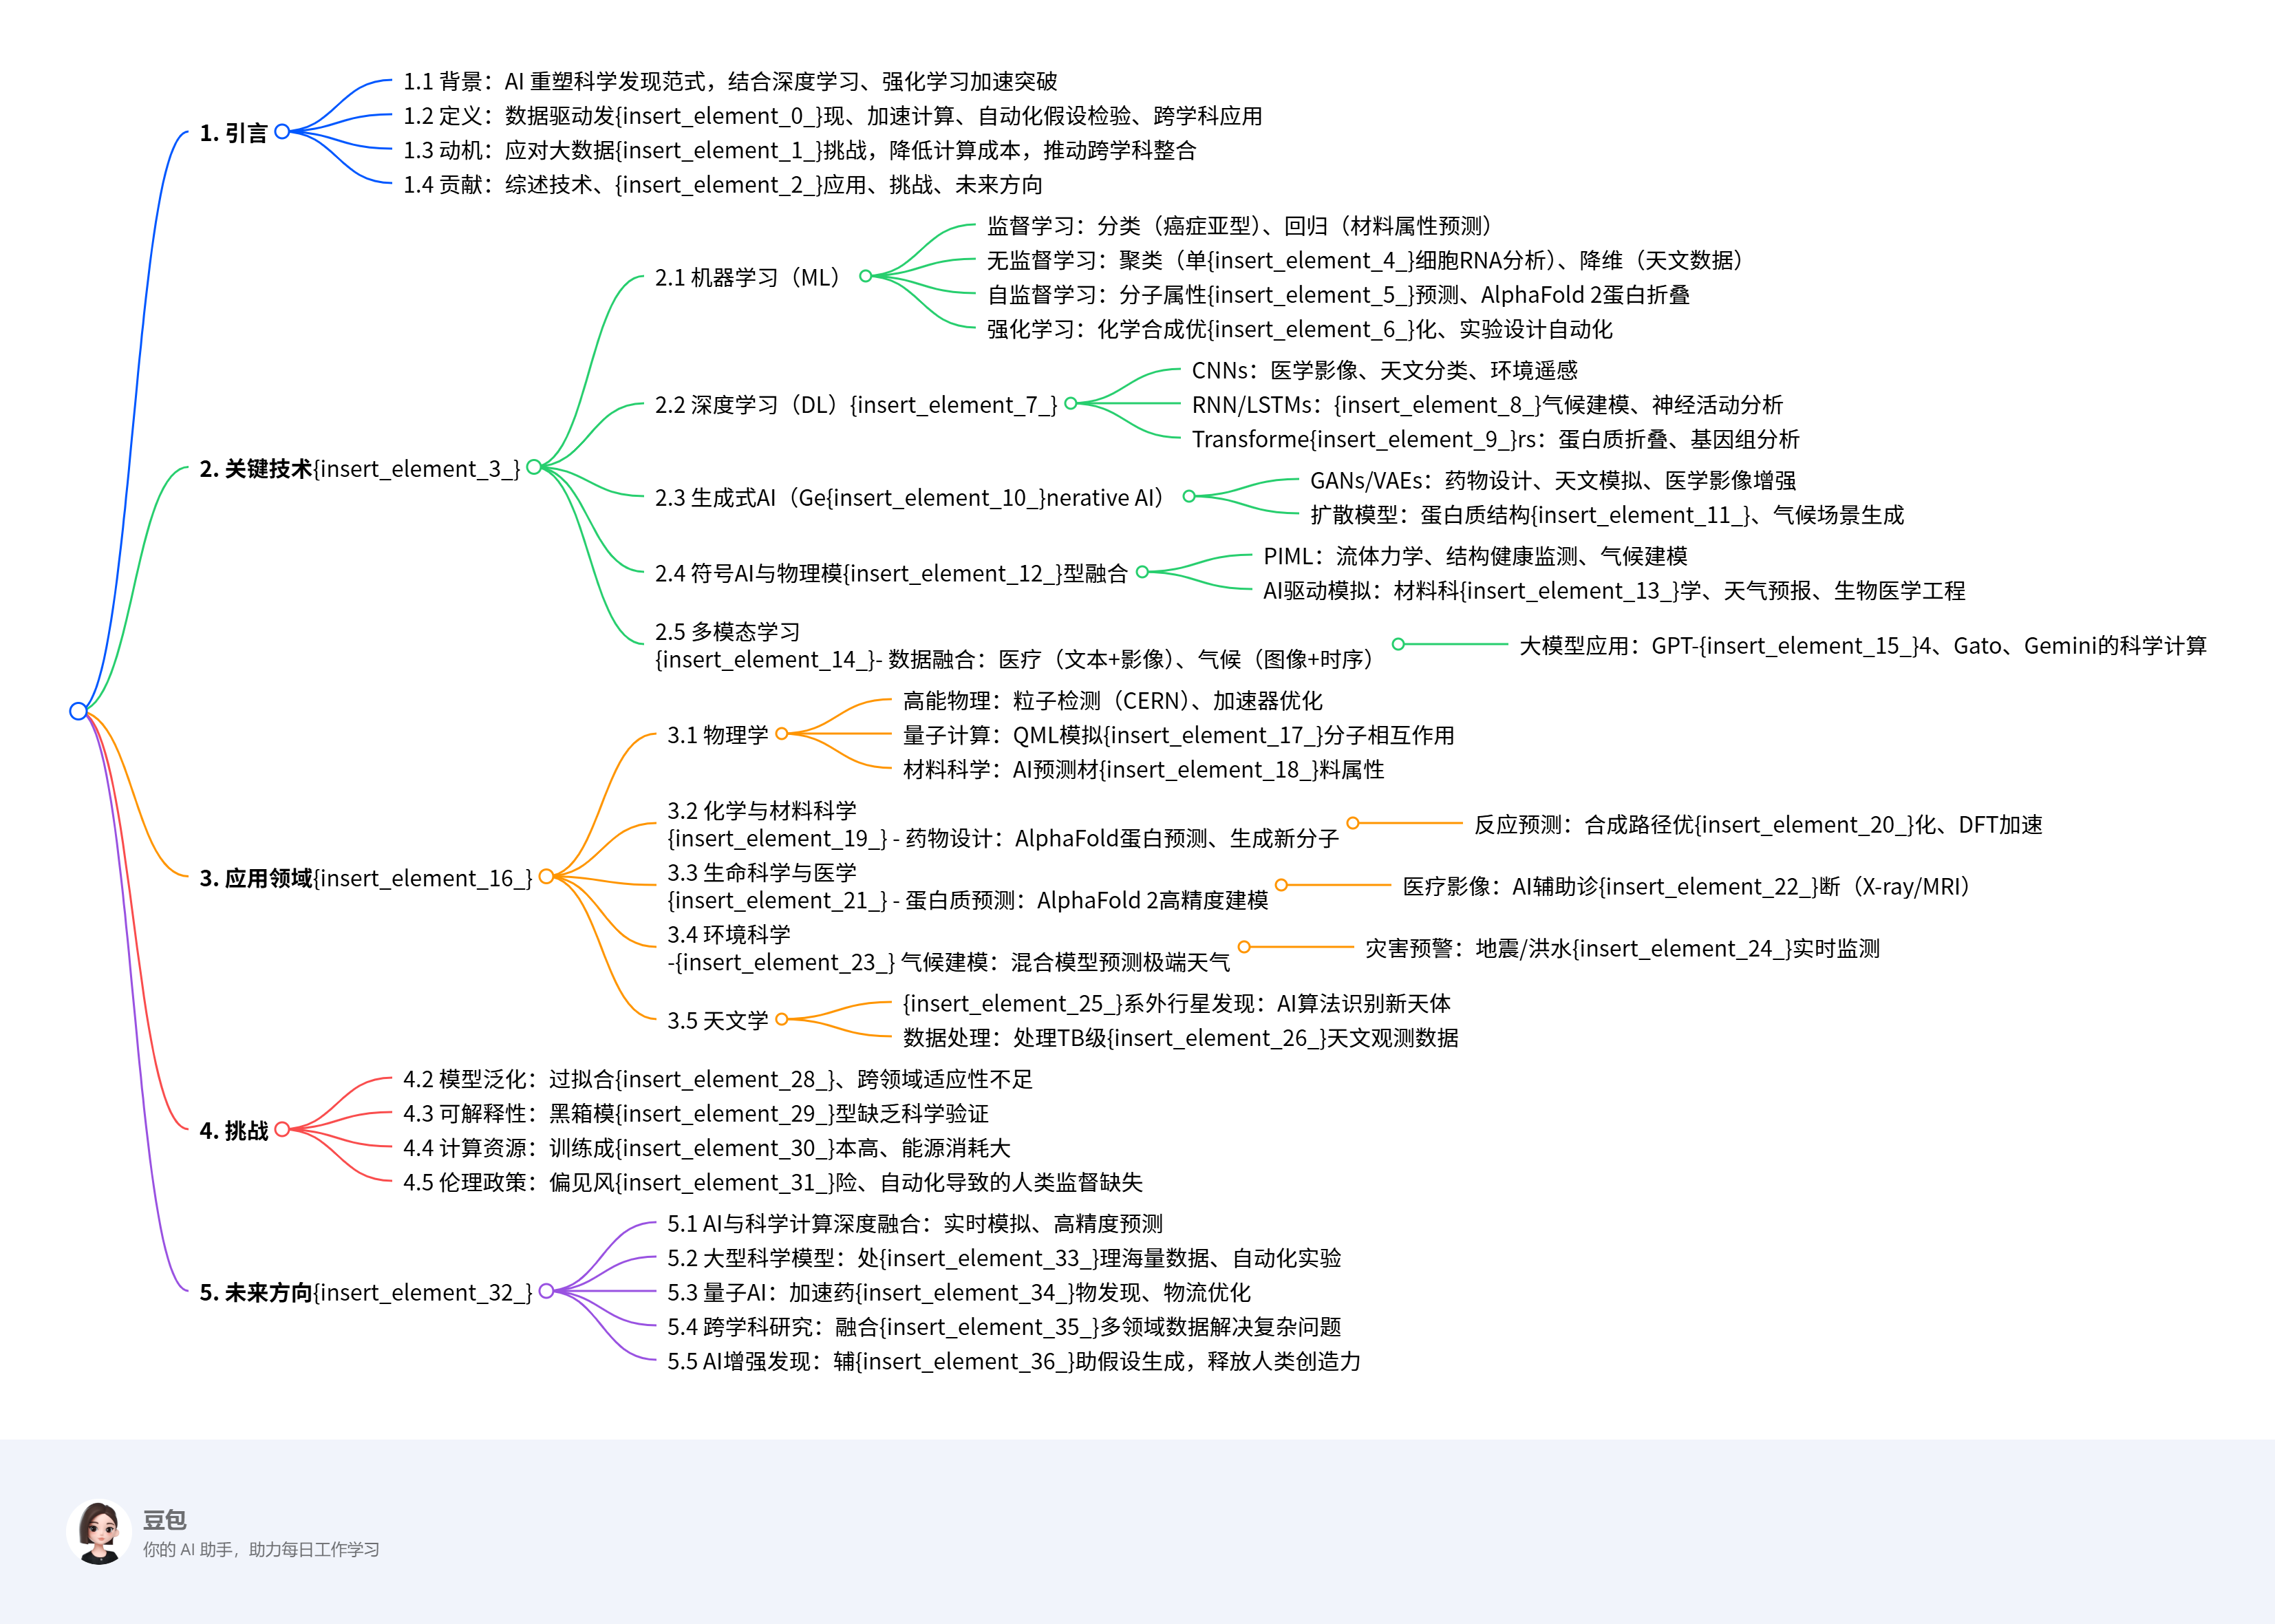 1. 引言
1.1 背景：AI 重塑科学发现范式，结合深度学习、强化学习加速突破
1.2 定义：数据驱动发{insert_element_0_}现、加速计算、自动化假设检验、跨学科应用
1.3 动机：应对大数据{insert_element_1_}挑战，降低计算成本，推动跨学科整合
1.4 贡献：综述技术、{insert_element_2_}应用、挑战、未来方向
2. 关键技术{insert_element_3_}
2.1 机器学习（ML）
监督学习：分类（癌症亚型）、回归（材料属性预测）
无监督学习：聚类（单{insert_element_4_}细胞RNA分析）、降维（天文数据）
自监督学习：分子属性{insert_element_5_}预测、AlphaFold 2蛋白折叠
强化学习：化学合成优{insert_element_6_}化、实验设计自动化
2.2 深度学习（DL）{insert_element_7_}
CNNs：医学影像、天文分类、环境遥感
RNN/LSTMs：{insert_element_8_}气候建模、神经活动分析
Transforme{insert_element_9_}rs：蛋白质折叠、基因组分析
2.3 生成式AI（Ge{insert_element_10_}nerative AI）
GANs/VAEs：药物设计、天文模拟、医学影像增强
扩散模型：蛋白质结构{insert_element_11_}、气候场景生成
2.4 符号AI与物理模{insert_element_12_}型融合
PIML：流体力学、结构健康监测、气候建模
AI驱动模拟：材料科{insert_element_13_}学、天气预报、生物医学工程
2.5 多模态学习
{insert_element_14_}- 数据融合：医疗（文本+影像）、气候（图像+时序）
大模型应用：GPT-{insert_element_15_}4、Gato、Gemini的科学计算
3. 应用领域{insert_element_16_}
3.1 物理学
高能物理：粒子检测（CERN）、加速器优化
量子计算：QML模拟{insert_element_17_}分子相互作用
材料科学：AI预测材{insert_element_18_}料属性
3.2 化学与材料科学
{insert_element_19_} - 药物设计：AlphaFold蛋白预测、生成新分子
反应预测：合成路径优{insert_element_20_}化、DFT加速
3.3 生命科学与医学
{insert_element_21_} - 蛋白质预测：AlphaFold 2高精度建模
医疗影像：AI辅助诊{insert_element_22_}断（X-ray/MRI）
3.4 环境科学
-{insert_element_23_} 气候建模：混合模型预测极端天气
灾害预警：地震/洪水{insert_element_24_}实时监测
3.5 天文学
{insert_element_25_}系外行星发现：AI算法识别新天体
数据处理：处理TB级{insert_element_26_}天文观测数据
4. 挑战
4.2 模型泛化：过拟合{insert_element_28_}、跨领域适应性不足
4.3 可解释性：黑箱模{insert_element_29_}型缺乏科学验证
4.4 计算资源：训练成{insert_element_30_}本高、能源消耗大
4.5 伦理政策：偏见风{insert_element_31_}险、自动化导致的人类监督缺失
5. 未来方向{insert_element_32_}
5.1 AI与科学计算深度融合：实时模拟、高精度预测
5.2 大型科学模型：处{insert_element_33_}理海量数据、自动化实验
5.3 量子AI：加速药{insert_element_34_}物发现、物流优化
5.4 跨学科研究：融合{insert_element_35_}多领域数据解决复杂问题
5.5 AI增强发现：辅{insert_element_36_}助假设生成，释放人类创造力
豆包
你的 AI 助手，助力每日工作学习